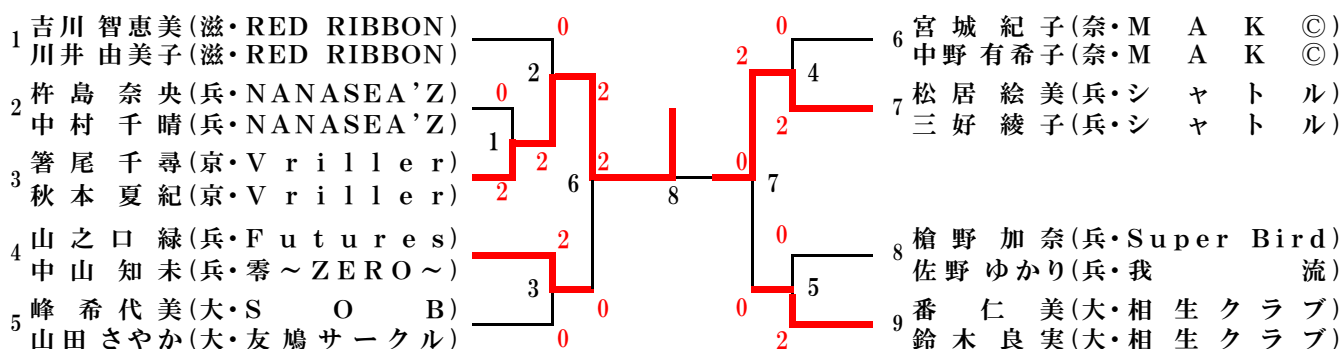 1 吉川 智恵美(滋・RED RIBBON)
川井 由美子(滋・RED RIBBON)
2 杵島奈央(兵・NANASEA'Z)
中村千晴(兵・NANASEA'Z)
3 箸尾千尋(京・Vriller)
秋本夏紀(京・Vriller)
4 山之口緑(兵・Futures)
中山知未(兵・零~ZERO~)
5 峰希代美(大・SOB)
山田さやか(大・友鳩サークル)
0
2
0
2
1
2
2
2
6
2
3
0
0
8
0
2
4
2
0
7
0
5
0
2
6 宮城紀子(奈・MAKⒸ)
中野有希子(奈・MAKⒸ)
7 松居絵美(兵・シャトル)
三好綾子(兵・シャトル)
8 槍野加奈(兵・Super Bird)
佐野ゆかり(兵・我流)
9 番仁美(大・相生クラブ)
鈴木良実(大・相生クラブ)